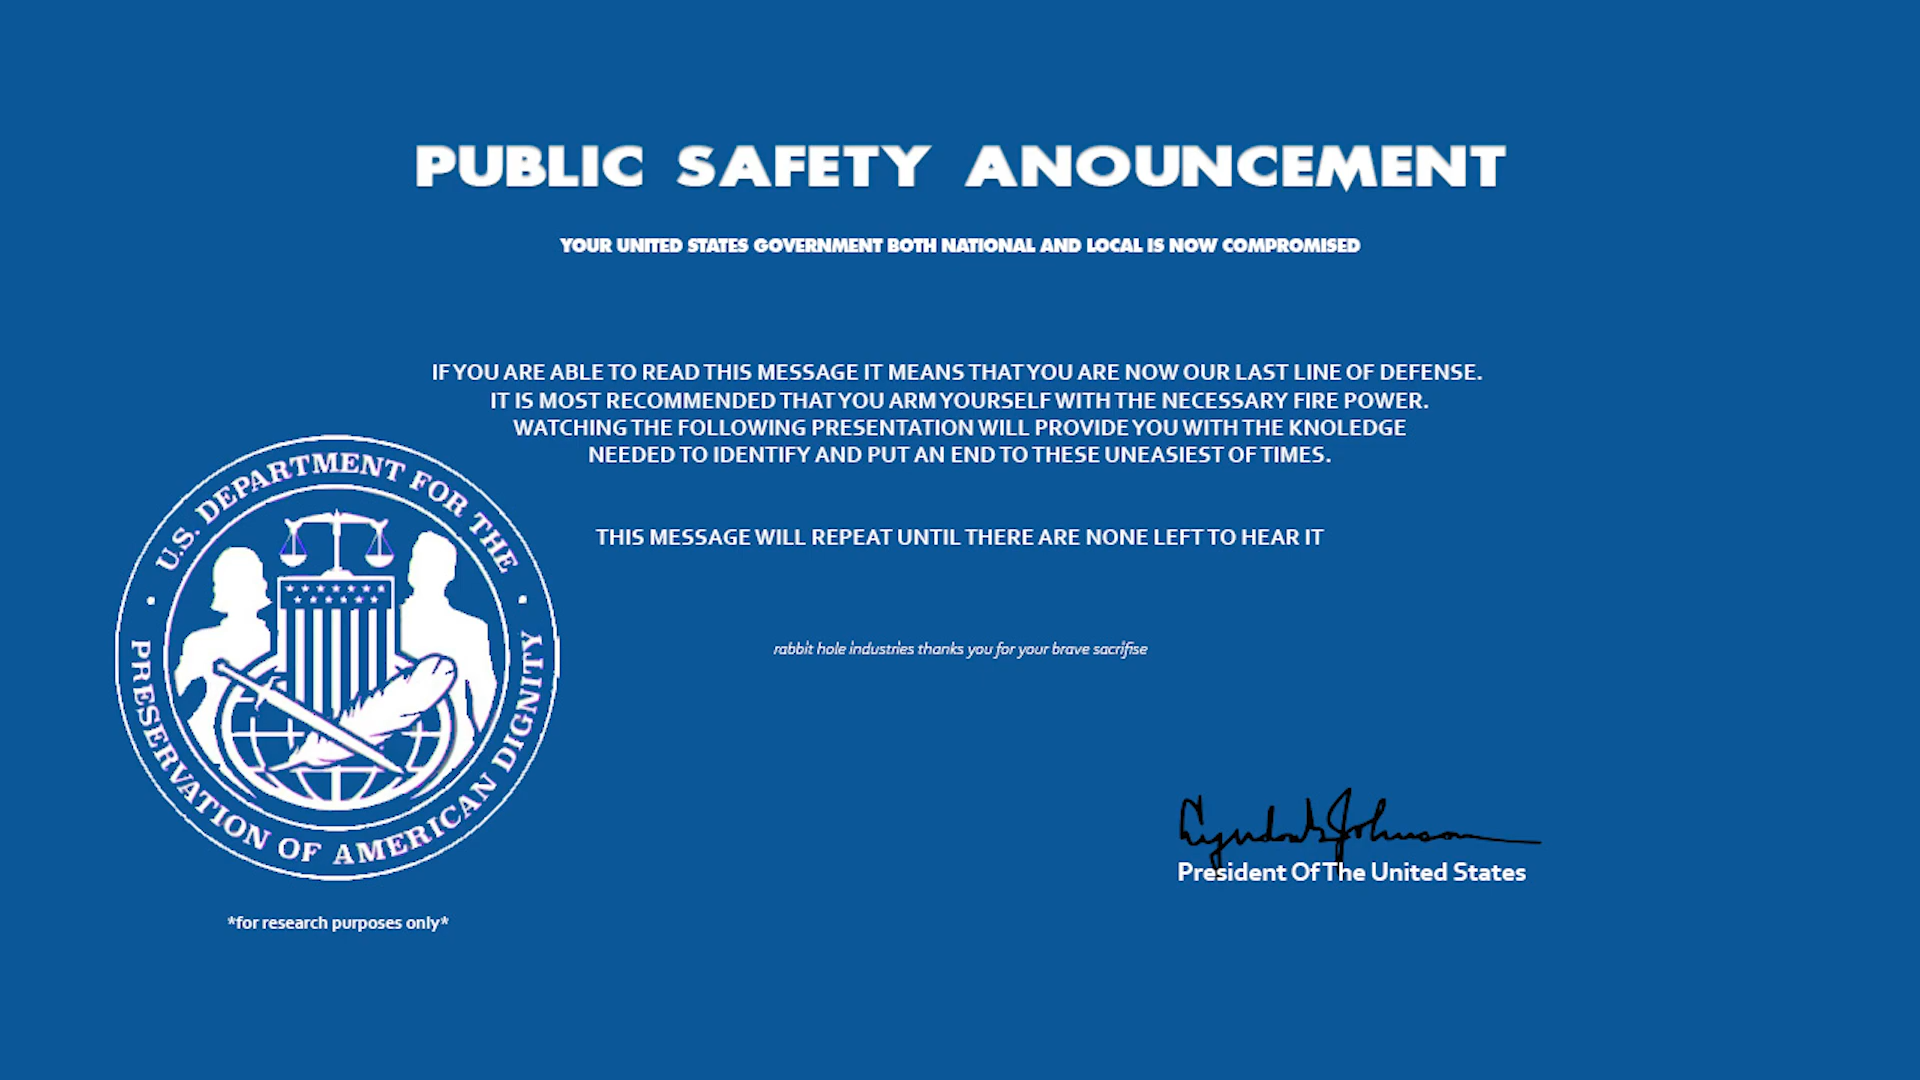 PUBLIC SAFETY ANOUNCEMENT
YOUR UNITED STATES GOVERNMENT BOTH NATIONAL AND LOCAL IS NOW COMPROMISED
IF YOU ARE ABLE TO READ THIS MESSAGE IT MEANS THAT YOU ARE NOW OUR LAST LINE OF DEFENSE.
IT IS MOST RECOMMENDED THAT YOU ARM YOURSELF WITH THE NECESSARY FIRE POWER.
WATCHING THE FOLLOWING PRESENTATION WILL PROVIDE YOU WITH THE KNOLEDGE
NEEDED TO IDENTIFY AND PUT AN END TO THESE UNEASIEST OF TIMES.
THIS MESSAGE WILL REPEAT UNTIL THERE ARE NONE LEFT TO HEAR IT
rabbit hole industries thanks you for your brave sacrifise
U.S. DEPARTMENT FOR THE
PRESERVATION OF AMERICAN DIGNITY
*for research purposes only*
Lyndon B Johnson
President Of The United States